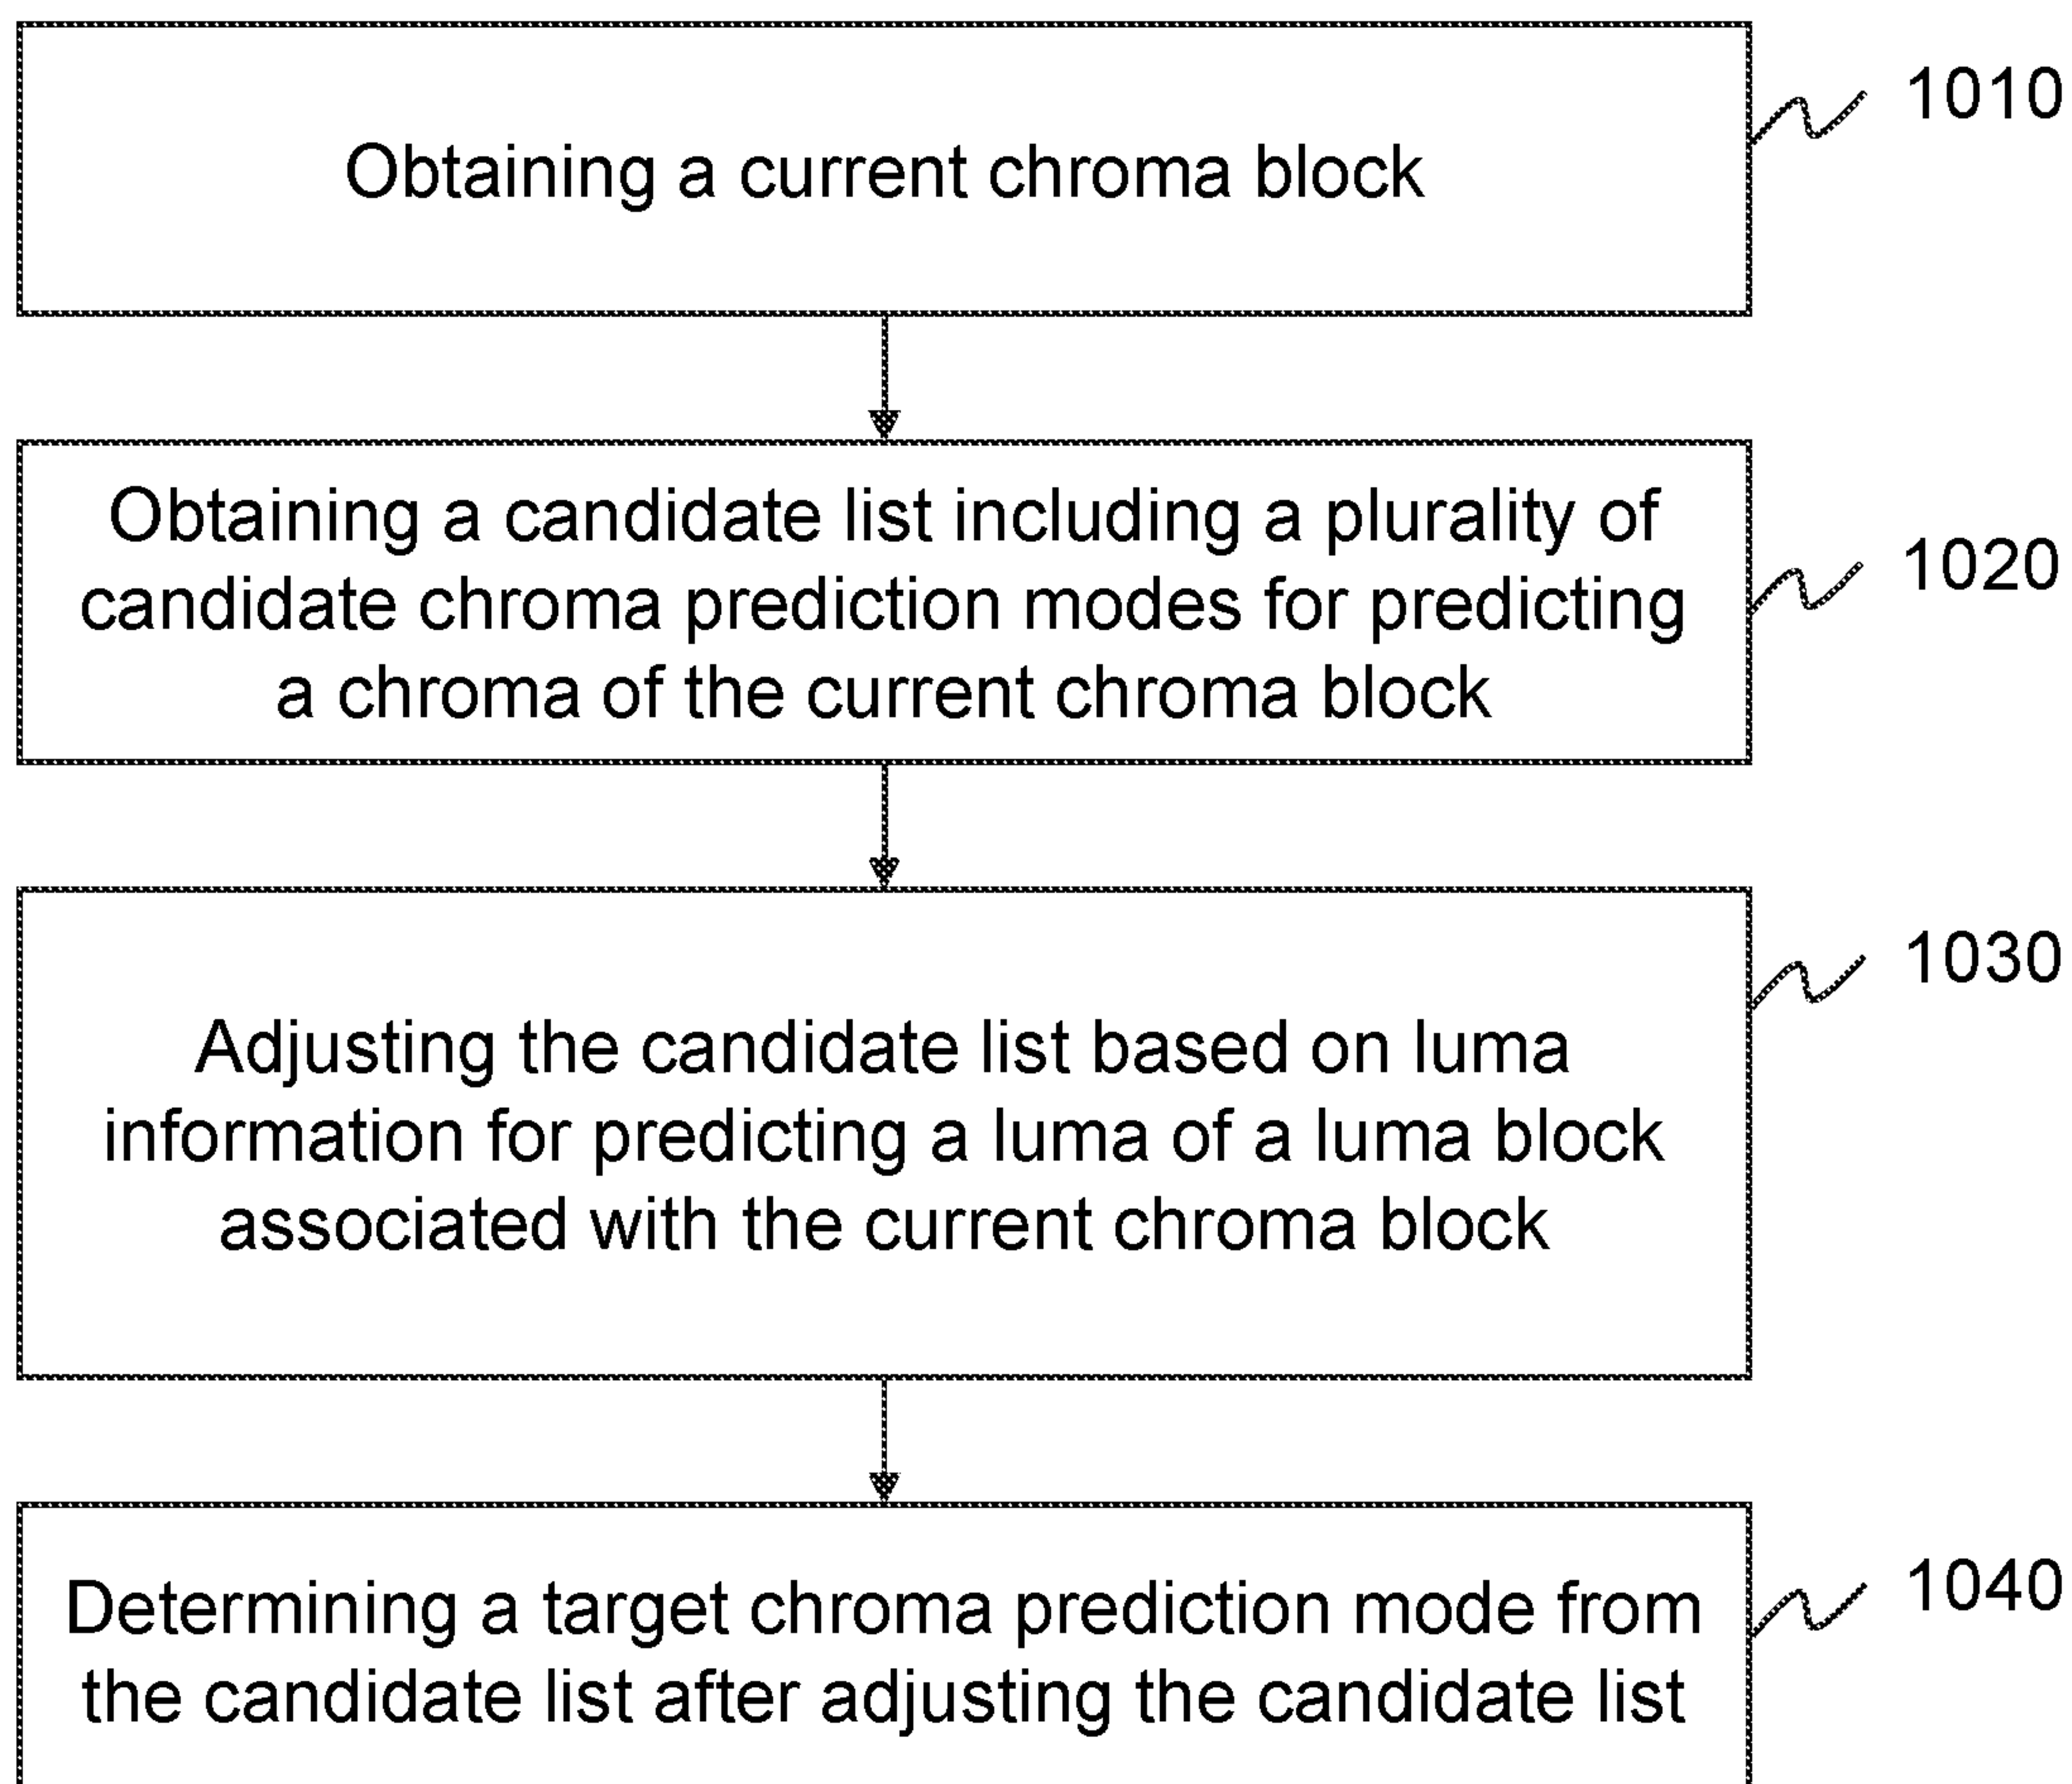 Obtaining a current chroma block
1010
Obtaining a candidate list including a plurality of
candidate chroma prediction modes for predicting
a chroma of the current chroma block
1020
Adjusting the candidate list based on luma
information for predicting a luma of a luma block
associated with the current chroma block
1030
Determining a target chroma prediction mode from
the candidate list after adjusting the candidate list
1040